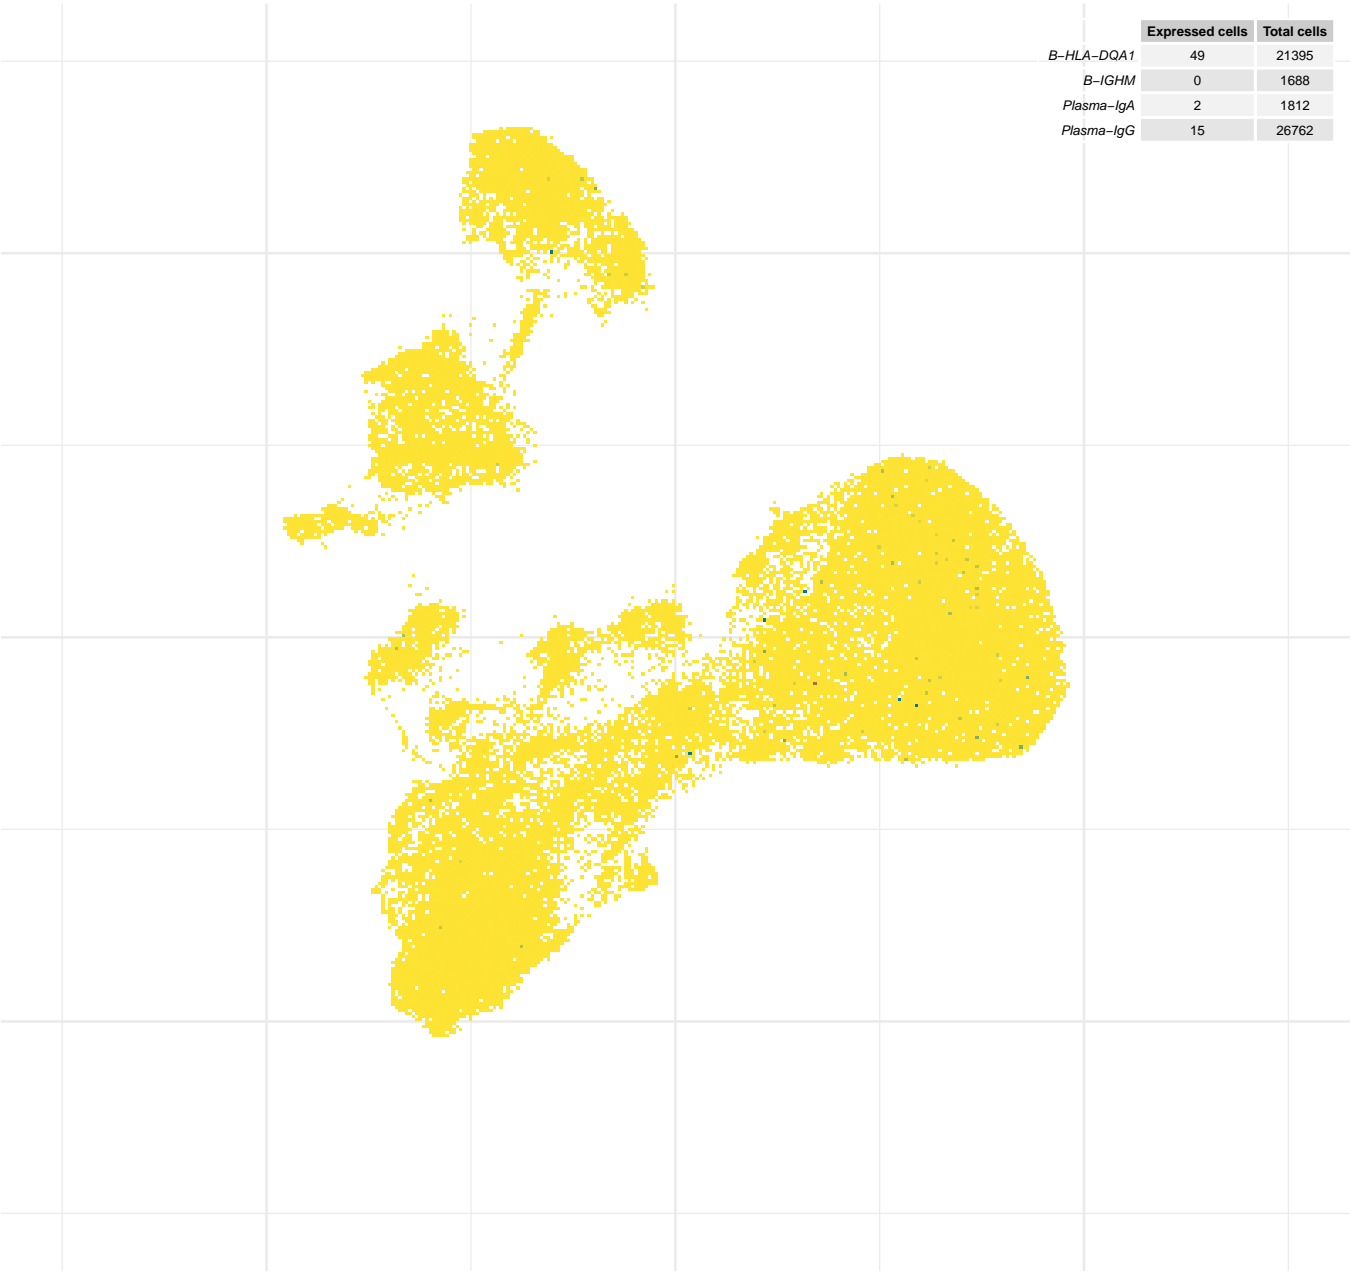 Expressed cells Total cells
B−HLA−DQA1 49 21395
B−IGHM 0 1688
Plasma−IgA 2 1812
Plasma−IgG 15 26762